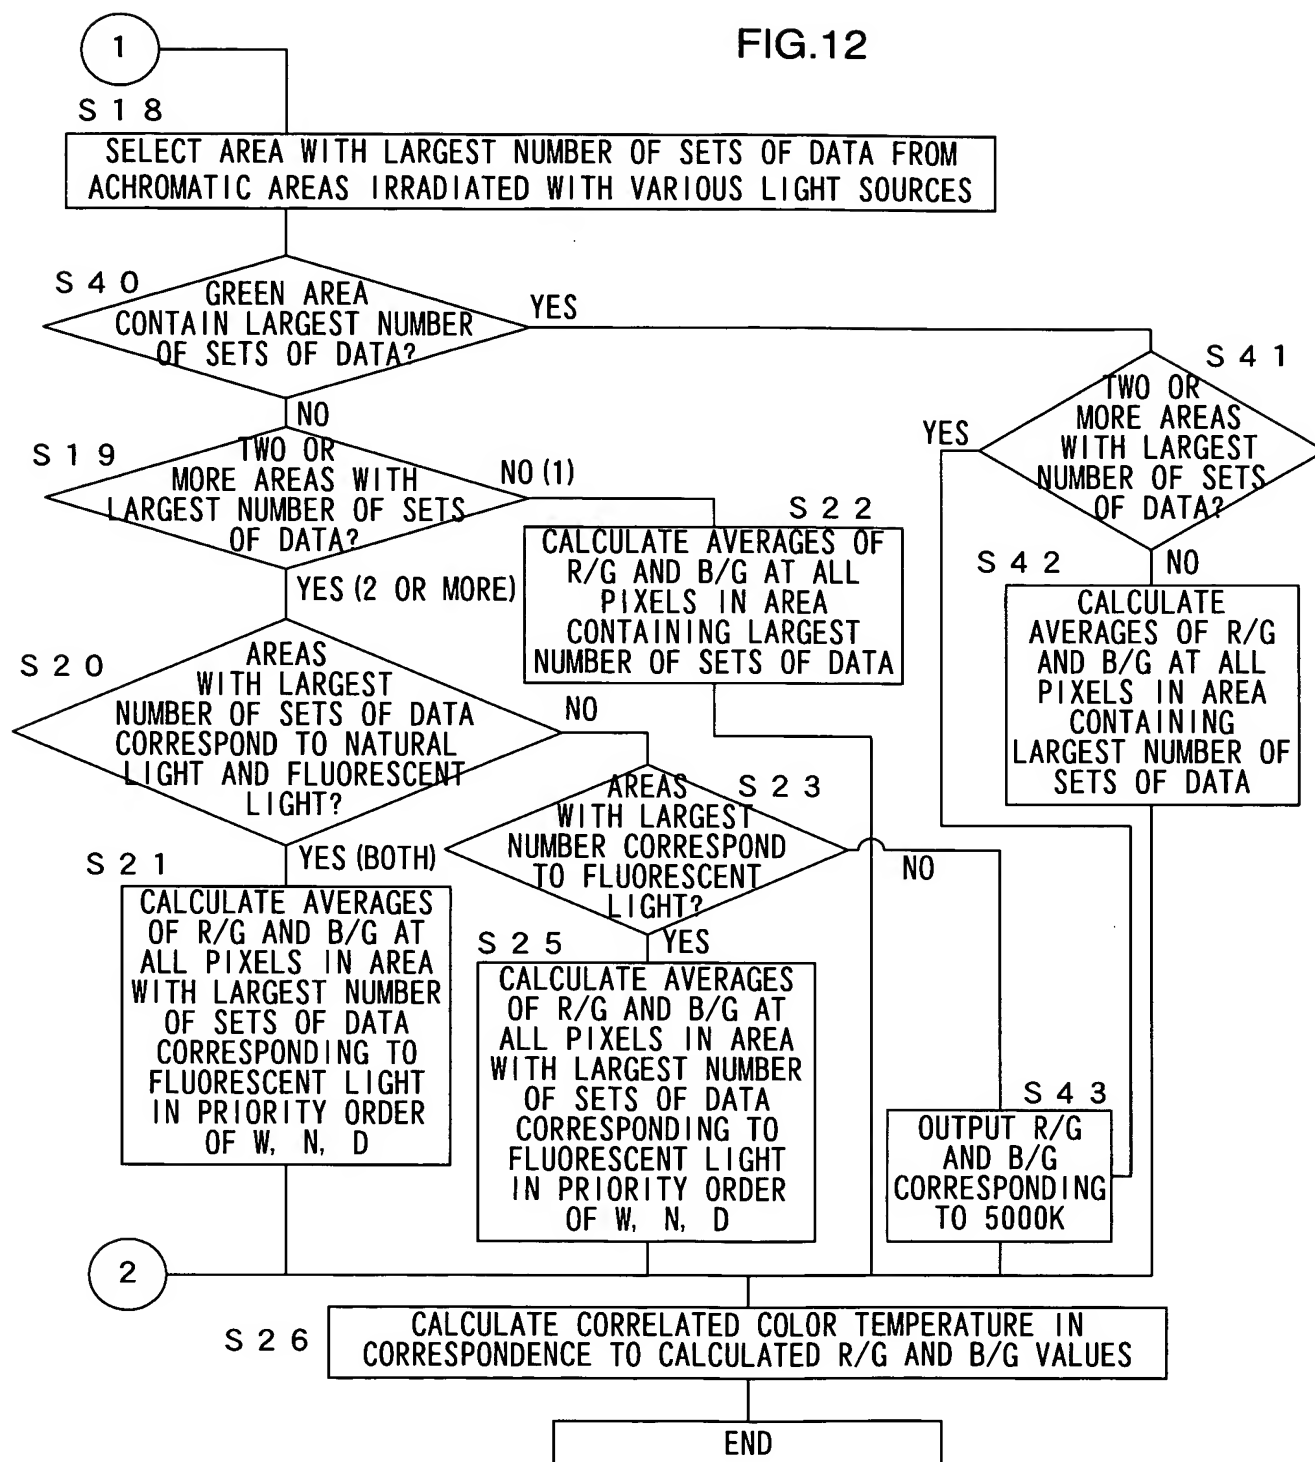 FIG.12
1
S18
SELECT AREA WITH LARGEST NUMBER OF SETS OF DATA FROM
ACHROMATIC AREAS IRRADIATED WITH VARIOUS LIGHT SOURCES
S40
GREEN AREA
CONTAIN LARGEST NUMBER
OF SETS OF DATA?
YES
NO
S41
TWO OR
MORE AREAS
WITH LARGEST
NUMBER OF SETS
OF DATA?
YES
NO
S19
TWO OR
MORE AREAS WITH
LARGEST NUMBER OF SETS
OF DATA?
NO (1)
YES (2 OR MORE)
S22
CALCULATE AVERAGES OF
R/G AND B/G AT ALL
PIXELS IN AREA
CONTAINING LARGEST
NUMBER OF SETS OF DATA
S42
CALCULATE
AVERAGES OF R/G
AND B/G AT ALL
PIXELS IN AREA
CONTAINING
LARGEST NUMBER OF
SETS OF DATA
S20
AREAS
WITH LARGEST
NUMBER OF SETS OF DATA
CORRESPOND TO NATURAL
LIGHT AND FLUORESCENT
LIGHT?
NO
YES (BOTH)
S23
AREAS
WITH LARGEST
NUMBER CORRESPOND
TO FLUORESCENT
LIGHT?
NO
YES
S21
CALCULATE AVERAGES
OF R/G AND B/G AT
ALL PIXELS IN AREA
WITH LARGEST NUMBER
OF SETS OF DATA
CORRESPONDING TO
FLUORESCENT LIGHT
IN PRIORITY ORDER
OF W, N, D
S25
CALCULATE AVERAGES
OF R/G AND B/G AT
ALL PIXELS IN AREA
WITH LARGEST NUMBER
OF SETS OF DATA
CORRESPONDING TO
FLUORESCENT LIGHT
IN PRIORITY ORDER
OF W, N, D
S43
OUTPUT R/G
AND B/G
CORRESPONDING
TO 5000K
2
S26
CALCULATE CORRELATED COLOR TEMPERATURE IN
CORRESPONDENCE TO CALCULATED R/G AND B/G VALUES
END